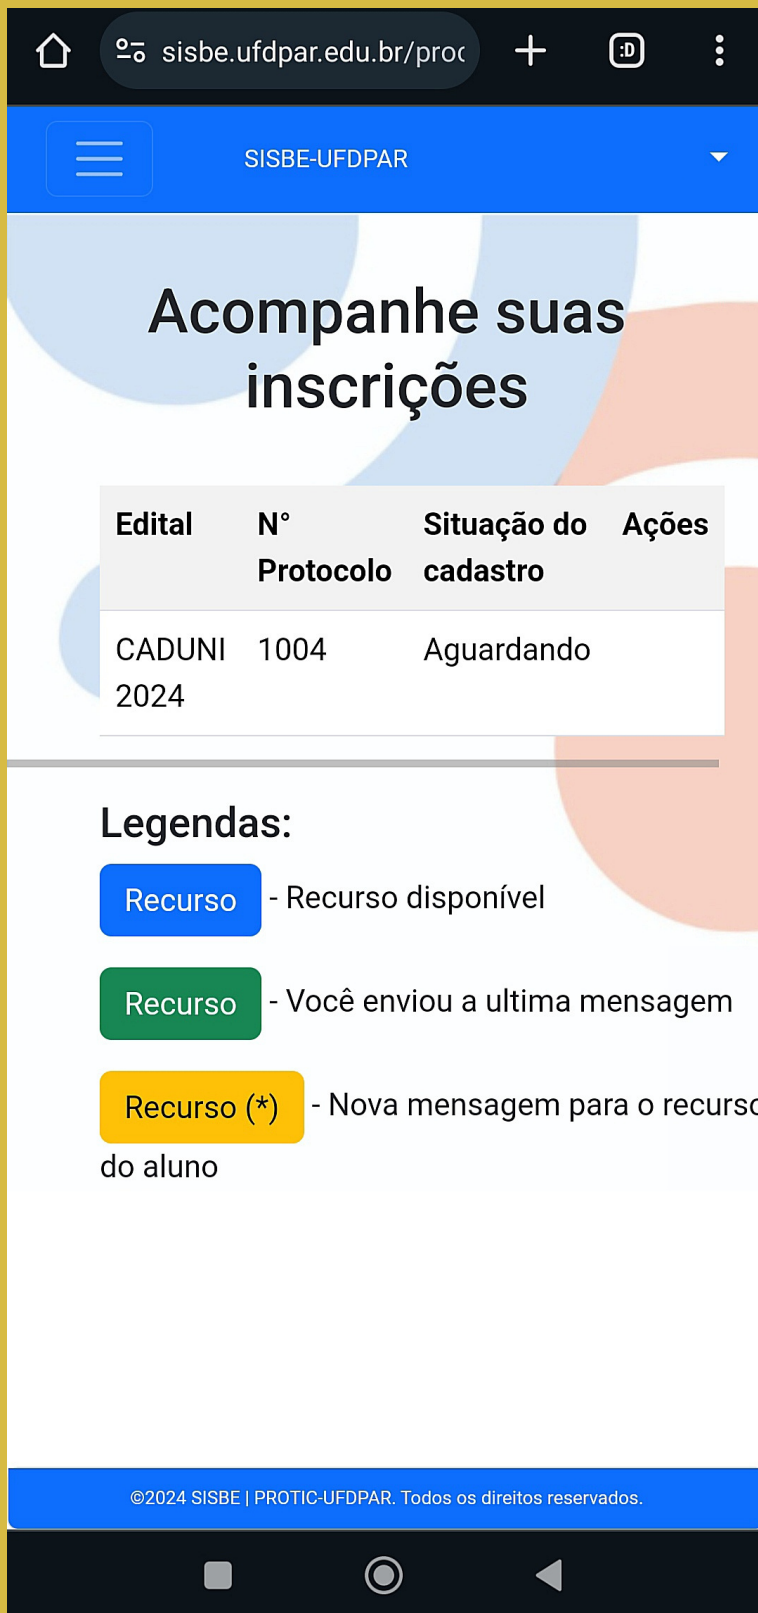 sisbe.ufdpar.edu.br/proc
:D
SISBE-UFDPAR
Acompanhe suas
inscrições
Edital N° Protocolo Situação do cadastro Ações
CADUNI 2024 1004 Aguardando
Legendas:
Recurso - Recurso disponível
Recurso - Você enviou a ultima mensagem
Recurso (*) - Nova mensagem para o recurso
do aluno
©2024 SISBE | PROTIC-UFDPAR. Todos os direitos reservados.